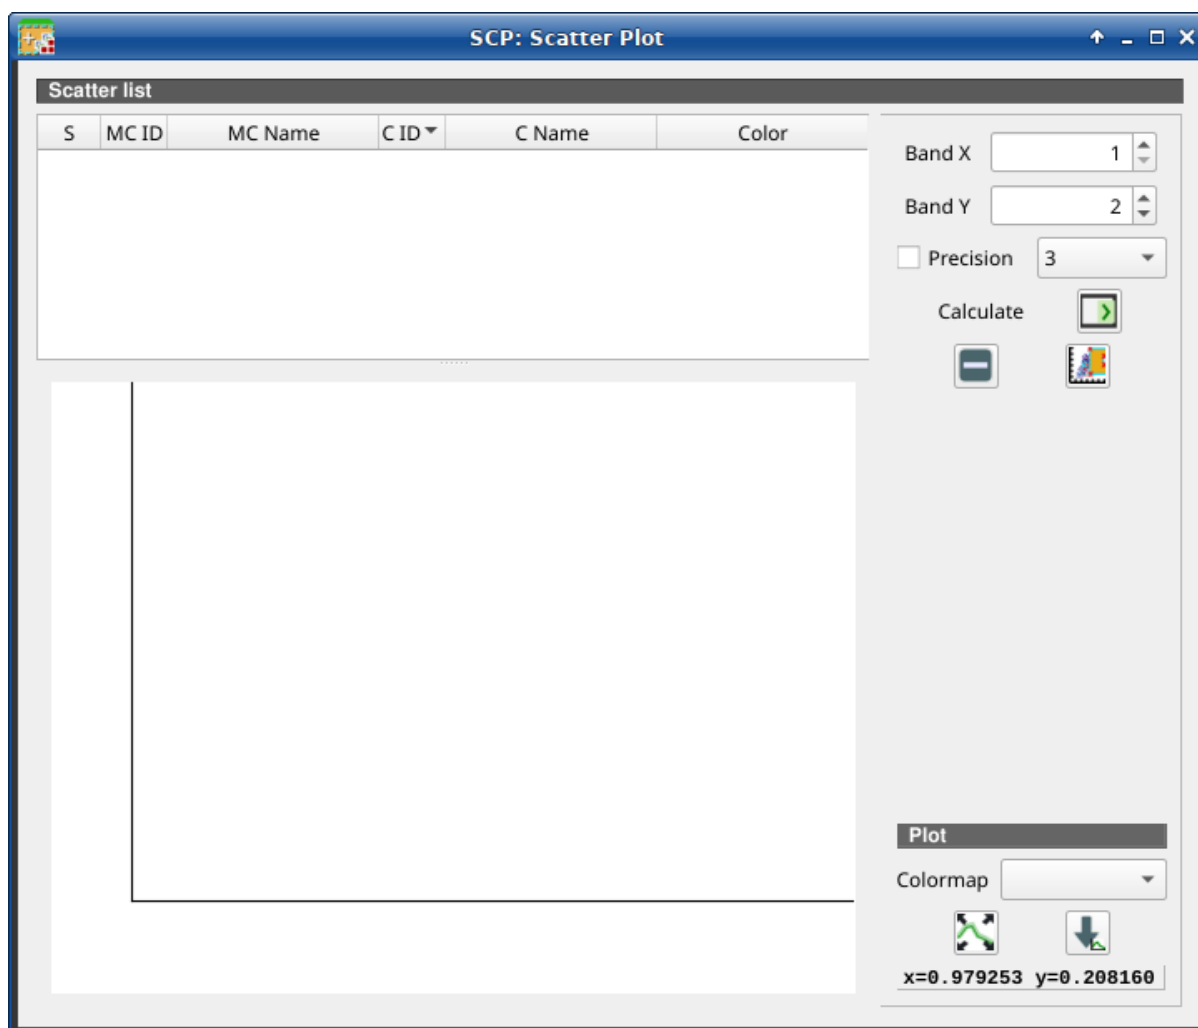 SCP: Scatter Plot
Scatter list
S MC ID MC Name C ID C Name Color
Band X 1
Band Y 2
Precision 3
Calculate
Plot
Colormap
x=0.979253 y=0.208160